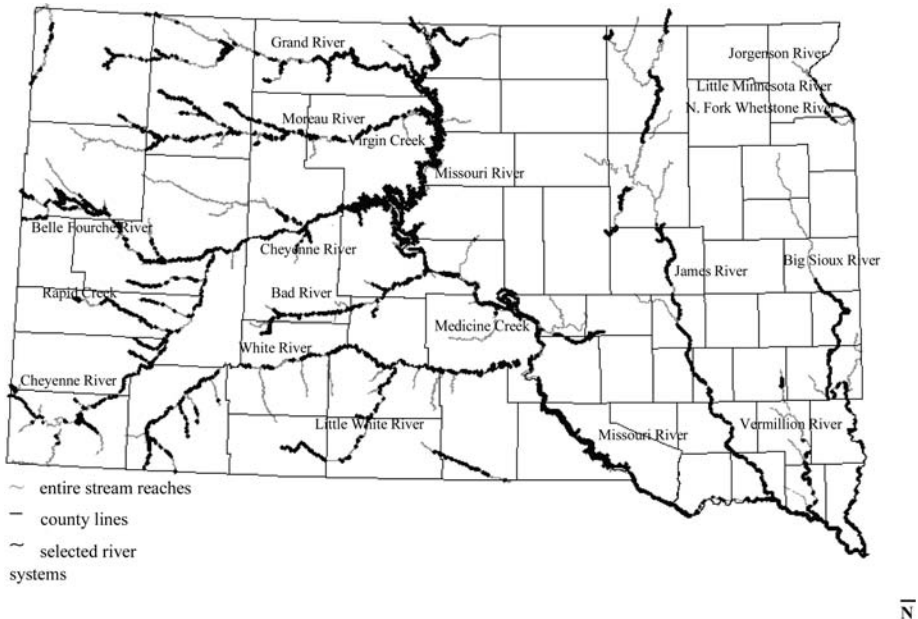 Grand River
Jorgenson River
Little Minnesota River
N. Fork Whetstone River
Moreau River
Virgin Creek
Missouri River
Belle Fourche River
Cheyenne River
Big Sioux River
James River
Rapid Creek
Bad River
Medicine Creek
White River
Cheyenne River
Little White River
Missouri River
Vermillion River
entire stream reaches
county lines
selected river
systems
N